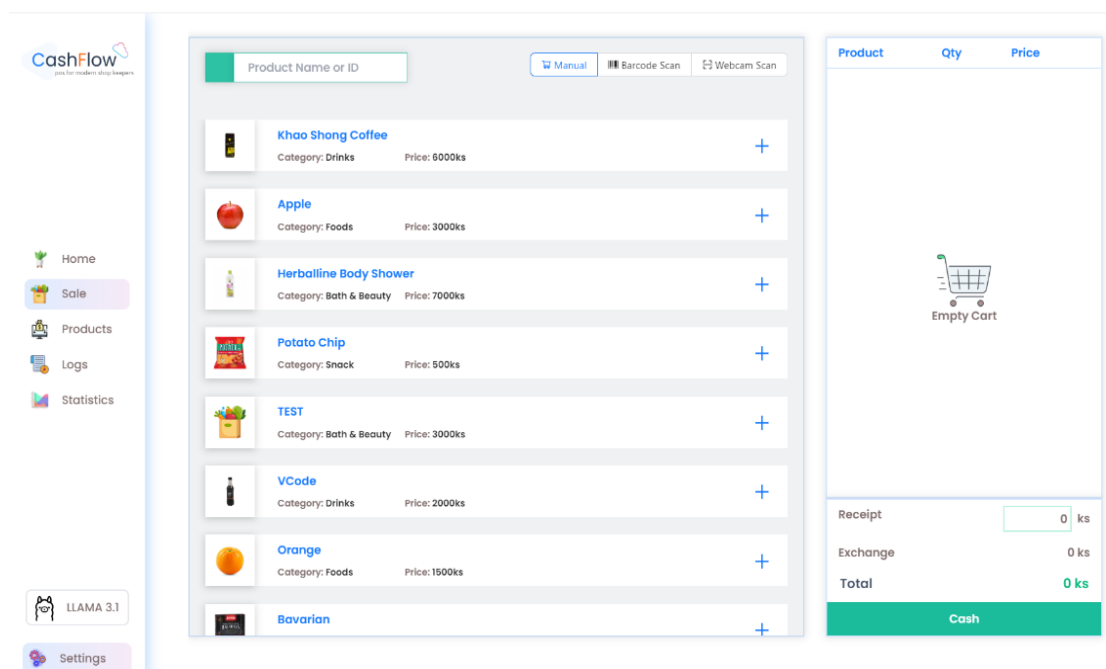 CashFlow
pos for modern shop keepers
Home
Sale
Products
Logs
Statistics
LLAMA 3.1
Settings
Product Name or ID
Manual
Barcode Scan
Webcam Scan
Khao Shong Coffee
Category: Drinks Price: 6000ks
Apple
Category: Foods Price: 3000ks
Herballine Body Shower
Category: Bath & Beauty Price: 7000ks
Potato Chip
Category: Snack Price: 500ks
TEST
Category: Bath & Beauty Price: 3000ks
VCode
Category: Drinks Price: 2000ks
Orange
Category: Foods Price: 1500ks
Bavarian
Product Qty Price
Empty Cart
Receipt 0 ks
Exchange 0 ks
Total 0 ks
Cash